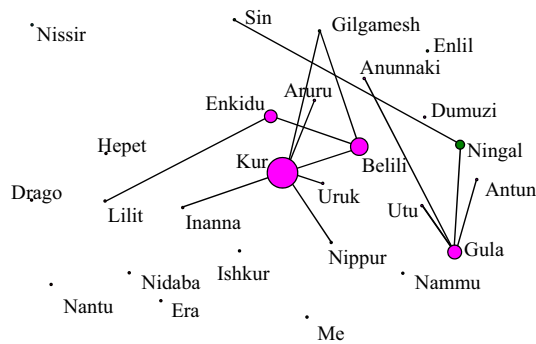 Sin
Gilgamesh
Nissir
Enlil
Anunnaki
Aruru
Enkidu
Dumuzi
Hepet
Kur
Belili
Ningal
Drago
Uruk
Antun
Lilit
Inanna
Utu
Nippur
Gula
Ishkur
Nidaba
Nammu
Nantu
Era
Me